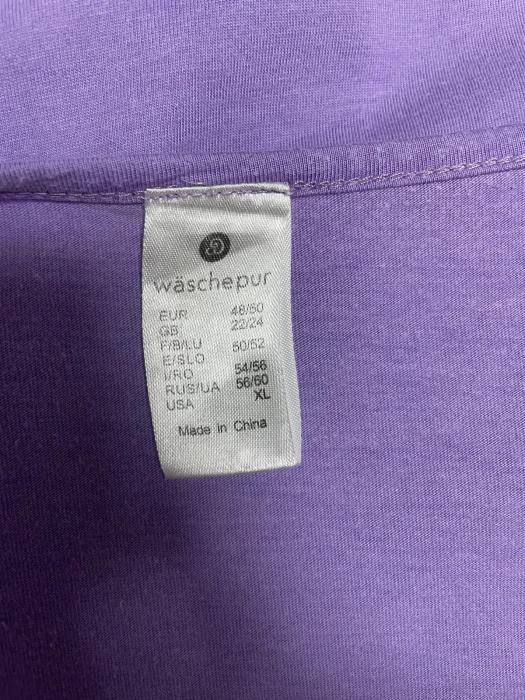 wäschepur
EUR 48/50
GB 22/24
F/B/LU 50/52
E/SLO
I/RO 54/56
RUS/UA 56/60
USA XL
Made in China